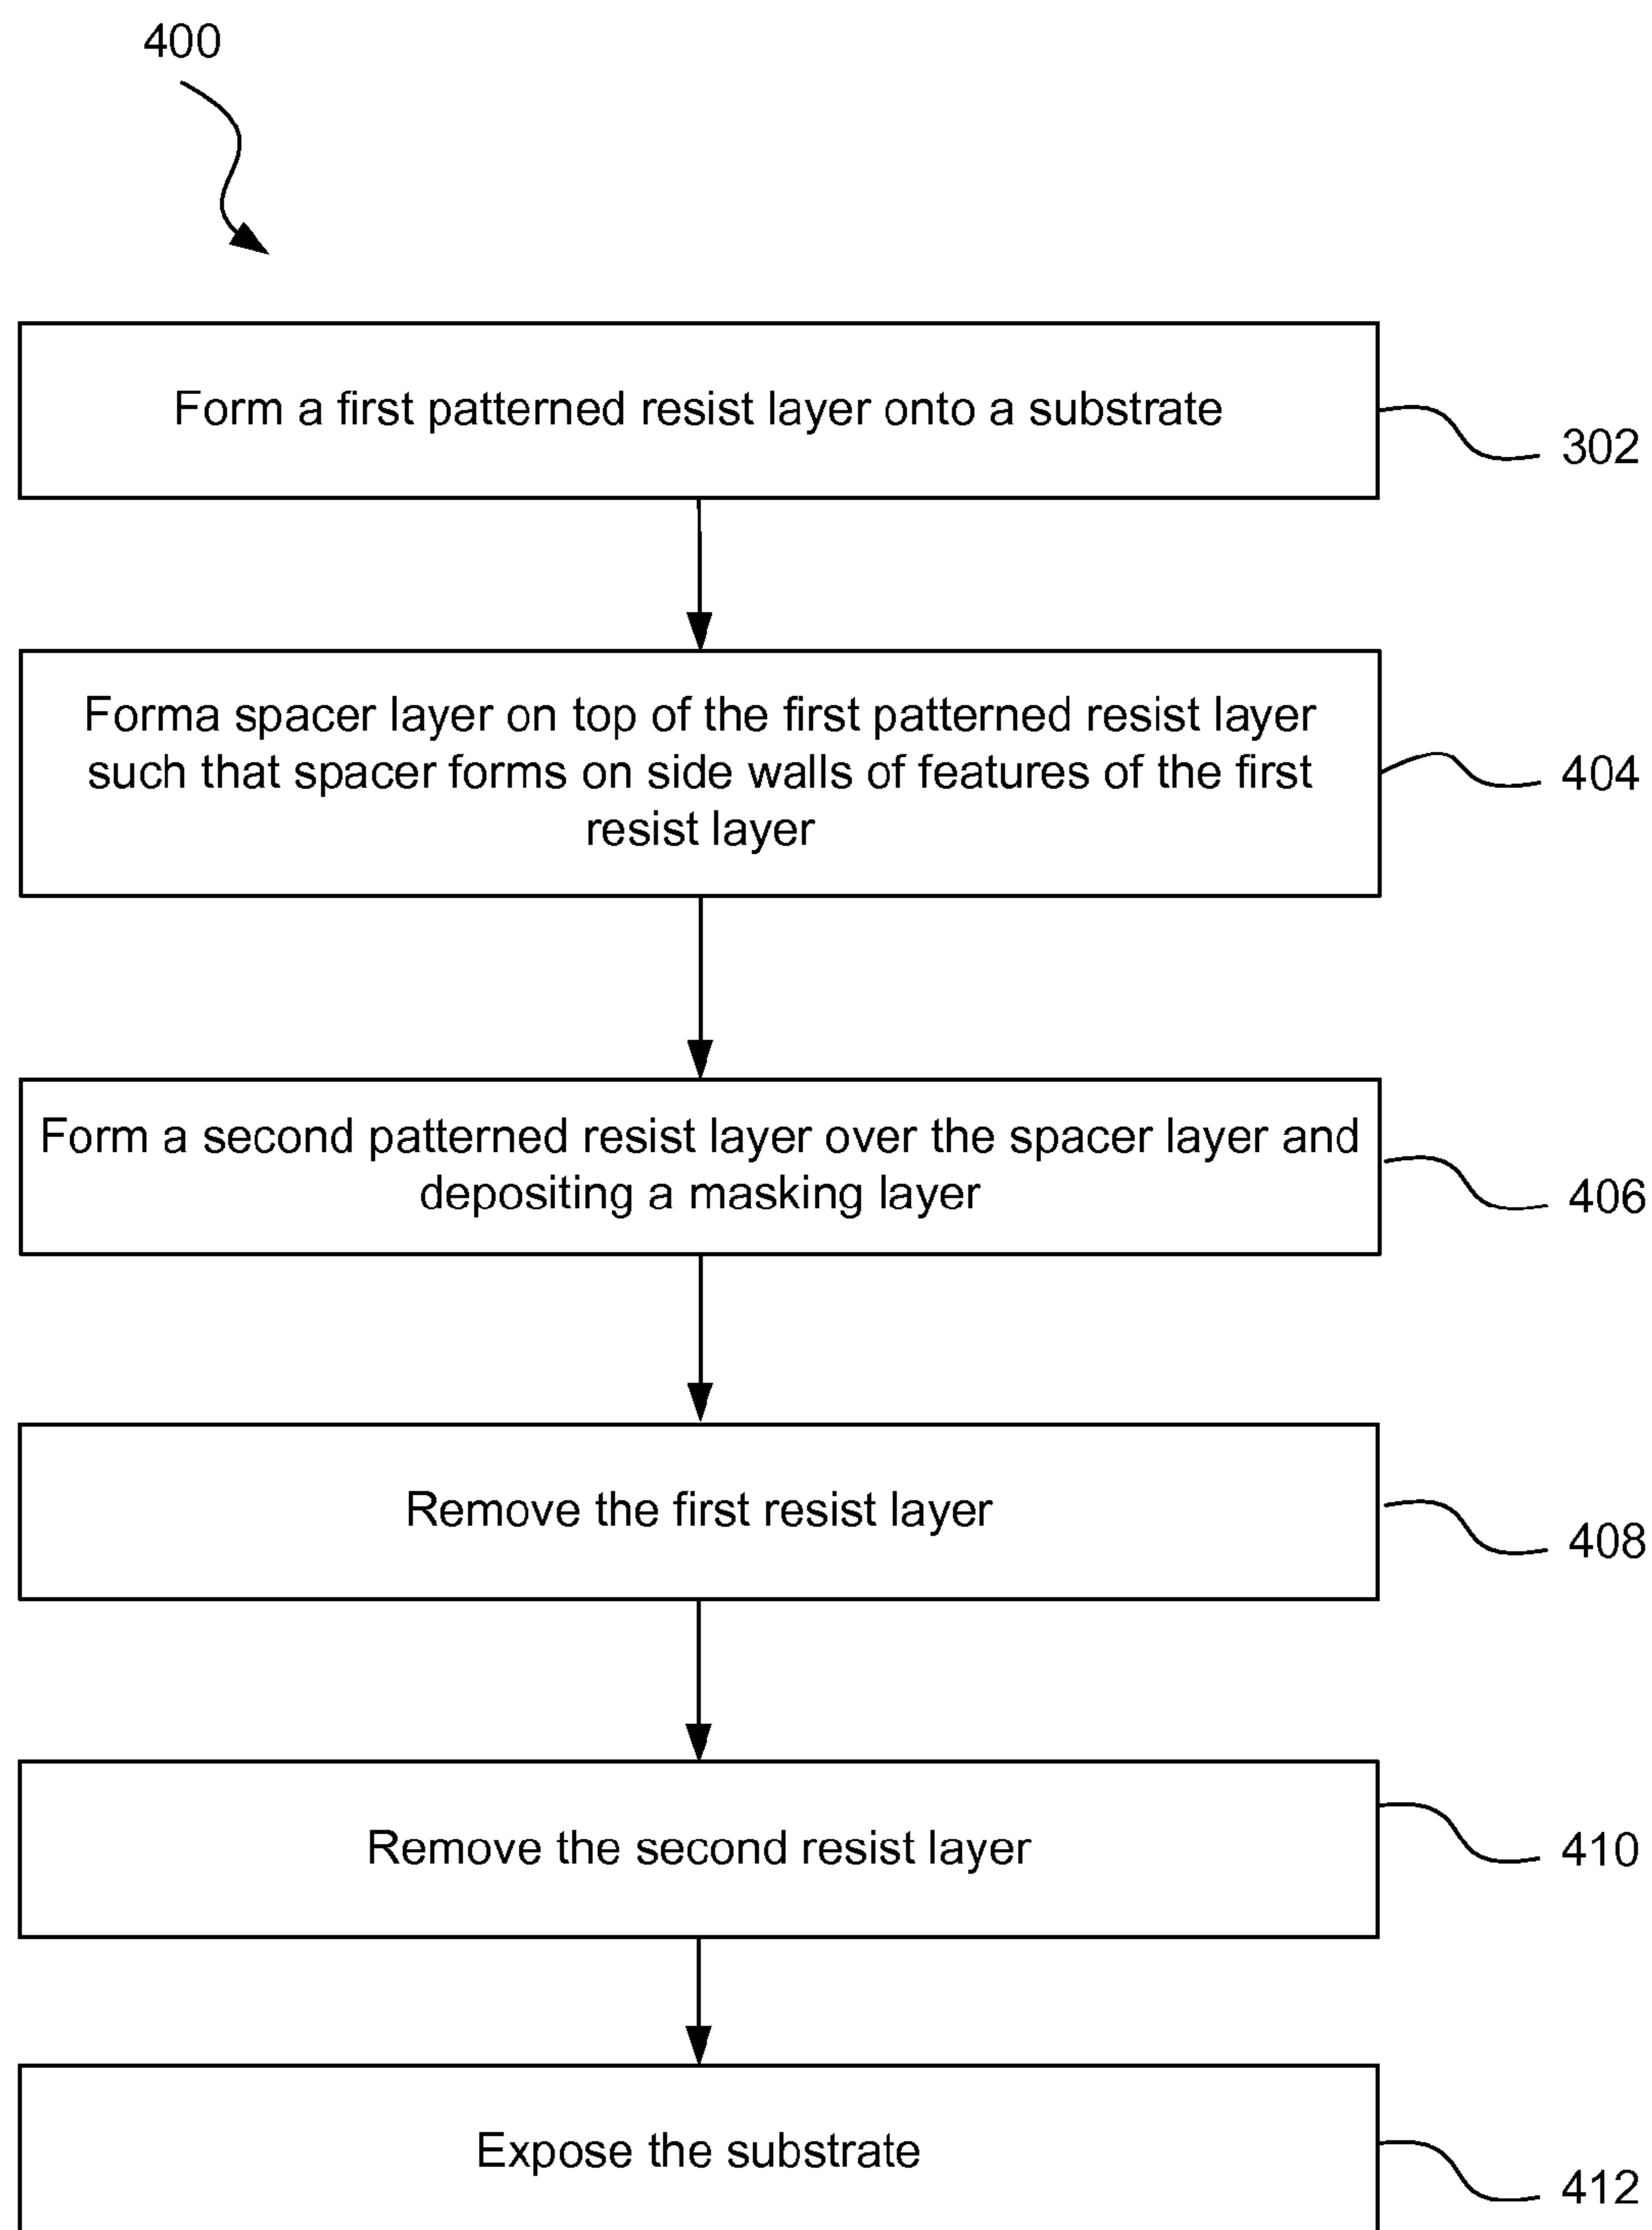 400
Form a first patterned resist layer onto a substrate
302
Forma spacer layer on top of the first patterned resist layer
such that spacer forms on side walls of features of the first
resist layer
404
Form a second patterned resist layer over the spacer layer and
depositing a masking layer
406
Remove the first resist layer
408
Remove the second resist layer
410
Expose the substrate
412